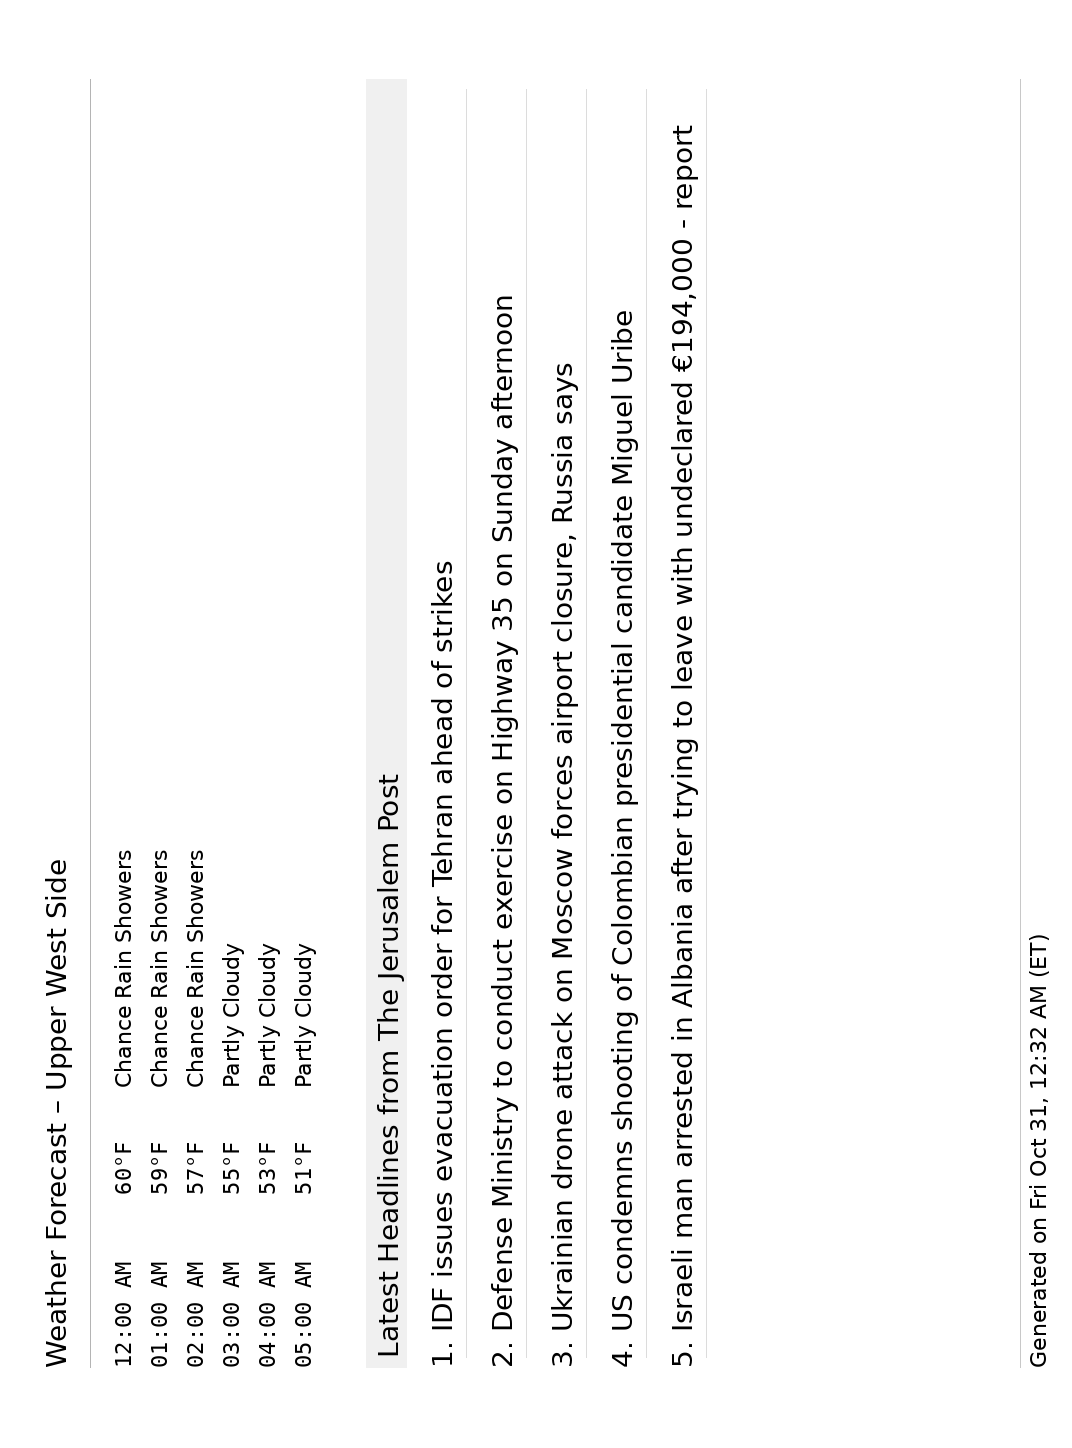 Weather Forecast – Upper West Side
12:00 AM 60°F Chance Rain Showers
01:00 AM 59°F Chance Rain Showers
02:00 AM 57°F Chance Rain Showers
03:00 AM 55°F Partly Cloudy
04:00 AM 53°F Partly Cloudy
05:00 AM 51°F Partly Cloudy
Latest Headlines from The Jerusalem Post
1. IDF issues evacuation order for Tehran ahead of strikes
2. Defense Ministry to conduct exercise on Highway 35 on Sunday afternoon
3. Ukrainian drone attack on Moscow forces airport closure, Russia says
4. US condemns shooting of Colombian presidential candidate Miguel Uribe
5. Israeli man arrested in Albania after trying to leave with undeclared €194,000 - report
Generated on Fri Oct 31, 12:32 AM (ET)